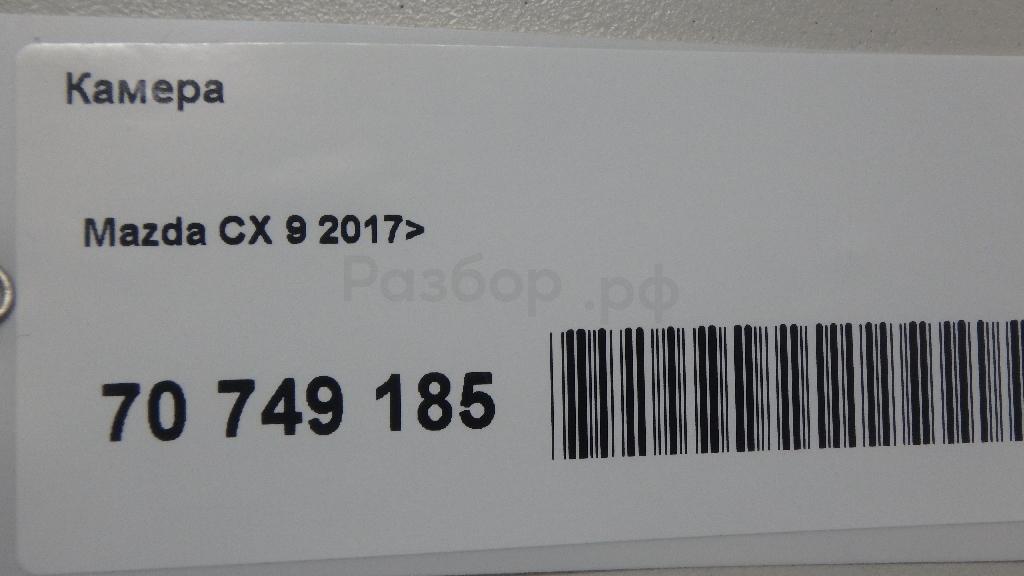 Камера
Mazda CX 9 2017>
Разбор.рф
70 749 185